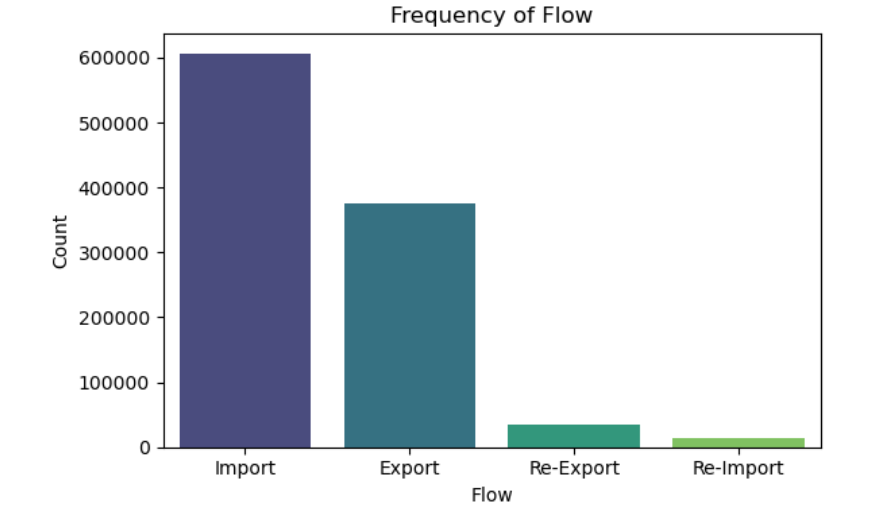 Frequency of Flow
600000
500000
400000
300000
200000
100000
0
Count
Import Export Re-Export Re-Import
Flow